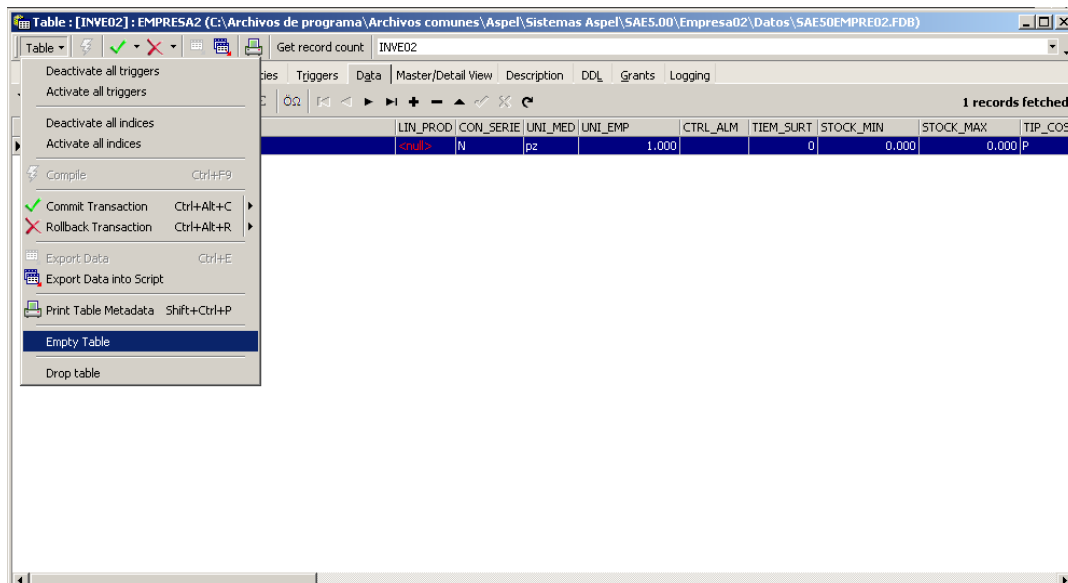 Table : [INVE02] : EMPRESA2 (C:\Archivos de programa\Archivos comunes\Aspel\Sistemas Aspel\SAE5.00\Empresa02\Datos\SAE50EMPRE02.FDB)
Table Get record count INVE02
Triggers Data Master/Detail View Description DDL Grants Logging
ÖΩ 1 records fetched
LIN_PROD CON_SERIE UNI_MED UNI_EMP CTRL_ALM TIEM_SURT STOCK_MIN STOCK_MAX TIP_COS
<null> N pz 1.000 0 0.000 0.000 P
Deactivate all triggers
Activate all triggers
Deactivate all indices
Activate all indices
Compile Ctrl+F9
Commit Transaction Ctrl+Alt+C
Rollback Transaction Ctrl+Alt+R
Export Data Ctrl+E
Export Data into Script
Print Table Metadata Shift+Ctrl+P
Empty Table
Drop table